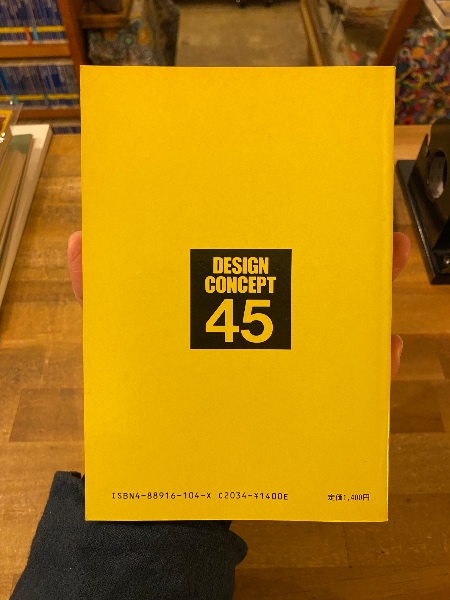 DESIGN
CONCEPT
45
ISBN4-88916-104-X C2034-¥1400E 定価1,400円